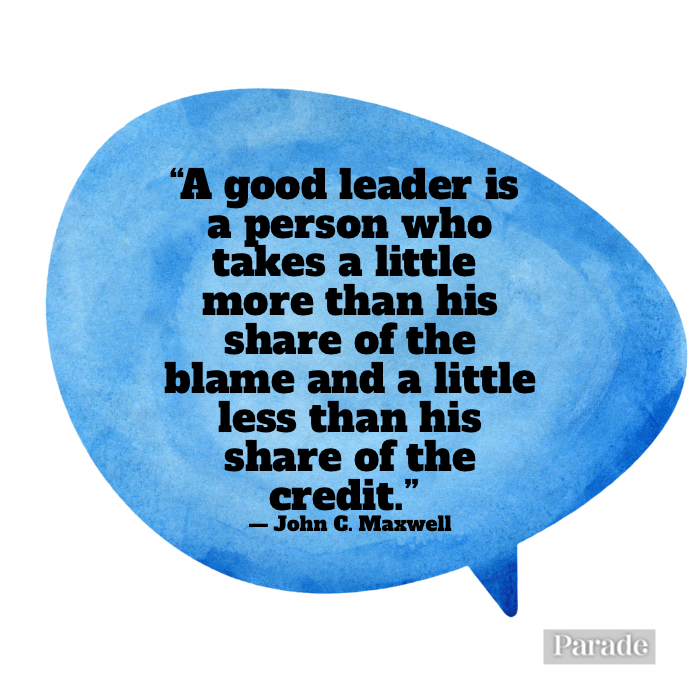 “A good leader is
a person who
takes a little
more than his
share of the
blame and a little
less than his
share of the
credit.”
— John C. Maxwell
Parade